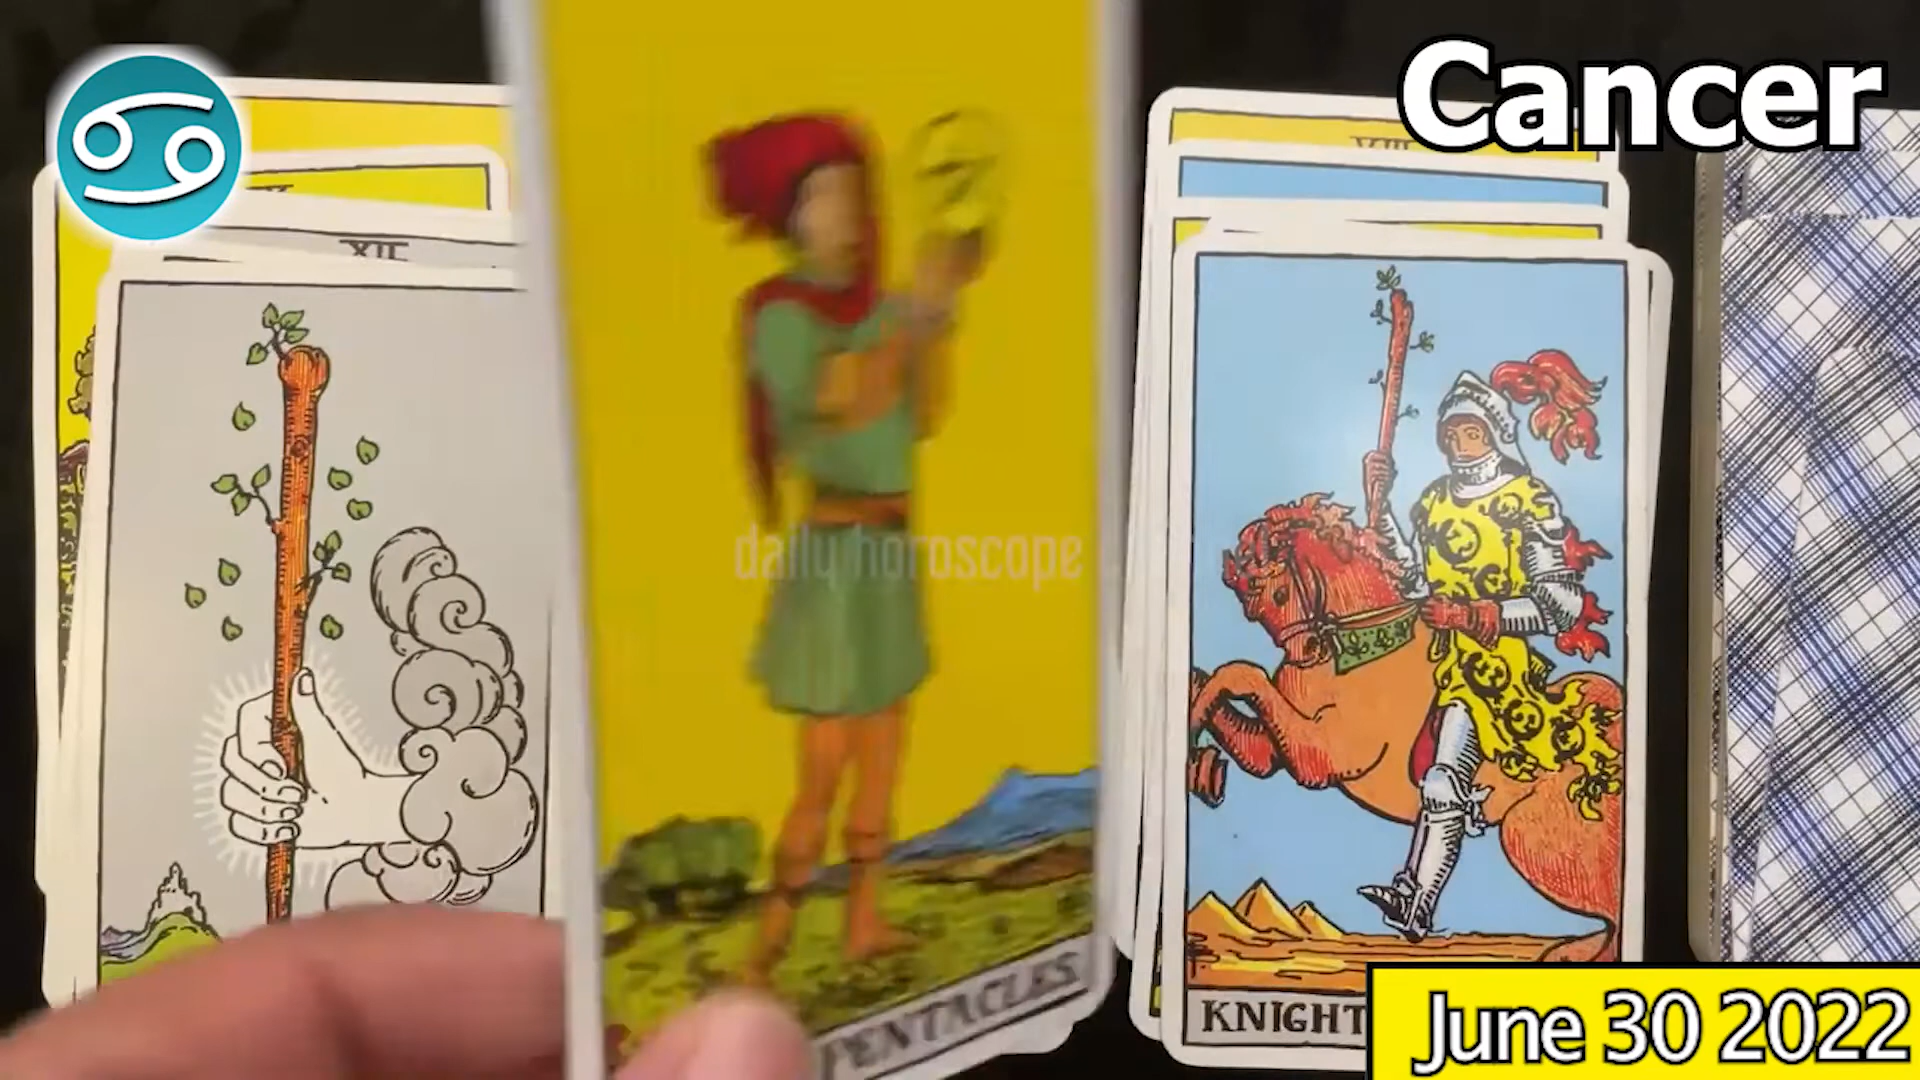 Cancer
XII
daily horoscope
PENTACLES
KNIGHT
June 30 2022